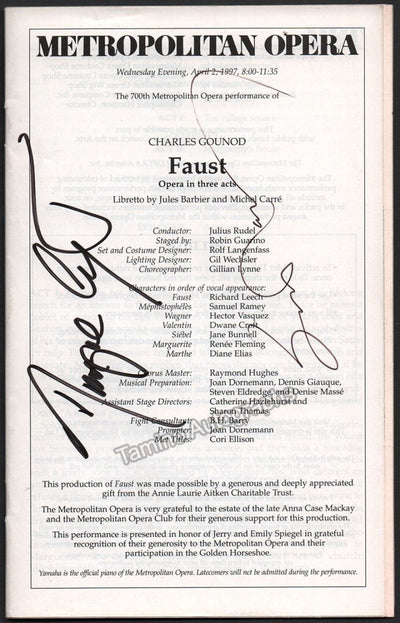 METROPOLITAN OPERA
Wednesday Evening, April 2, 1997, 8:00-11:35
The 700th Metropolitan Opera performance of
CHARLES GOUNOD
Faust
Opera in three acts
Libretto by Jules Barbier and Michel Carré
Conductor: Julius Rudel
Staged by: Robin Guarino
Set and Costume Designer: Rolf Langenfass
Lighting Designer: Gil Wechsler
Choreographer: Gillian Lynne
Characters in order of vocal appearance:
Faust Richard Leech
Méphistophélès Samuel Ramey
Wagner Hector Vasquez
Valentin Dwayne Croft
Siébel Jane Bunnell
Marguerite Renée Fleming
Marthe Diane Elias
Chorus Master: Raymond Hughes
Musical Preparation: Joan Dornemann, Dennis Giauque,
Steven Eldredge and Denise Massé
Assistant Stage Directors: Catherine Hazlehurst and
Sharon Thomas
Fight Consultant: B.H. Barry
Prompter: Joan Dornemann
Met Titles: Cori Ellison
Tamino Autographs
This production of Faust was made possible by a generous and deeply appreciated
gift from the Annie Laurie Aitken Charitable Trust.
The Metropolitan Opera is very grateful to the estate of the late Anna Case Mackay
and the Metropolitan Opera Club for their generous support for this production.
This performance is presented in honor of Jerry and Emily Spiegel in grateful
recognition of their generosity to the Metropolitan Opera and their
participation in the Golden Horseshoe.
Yamaha is the official piano of the Metropolitan Opera. Latecomers will not be admitted during the performance.